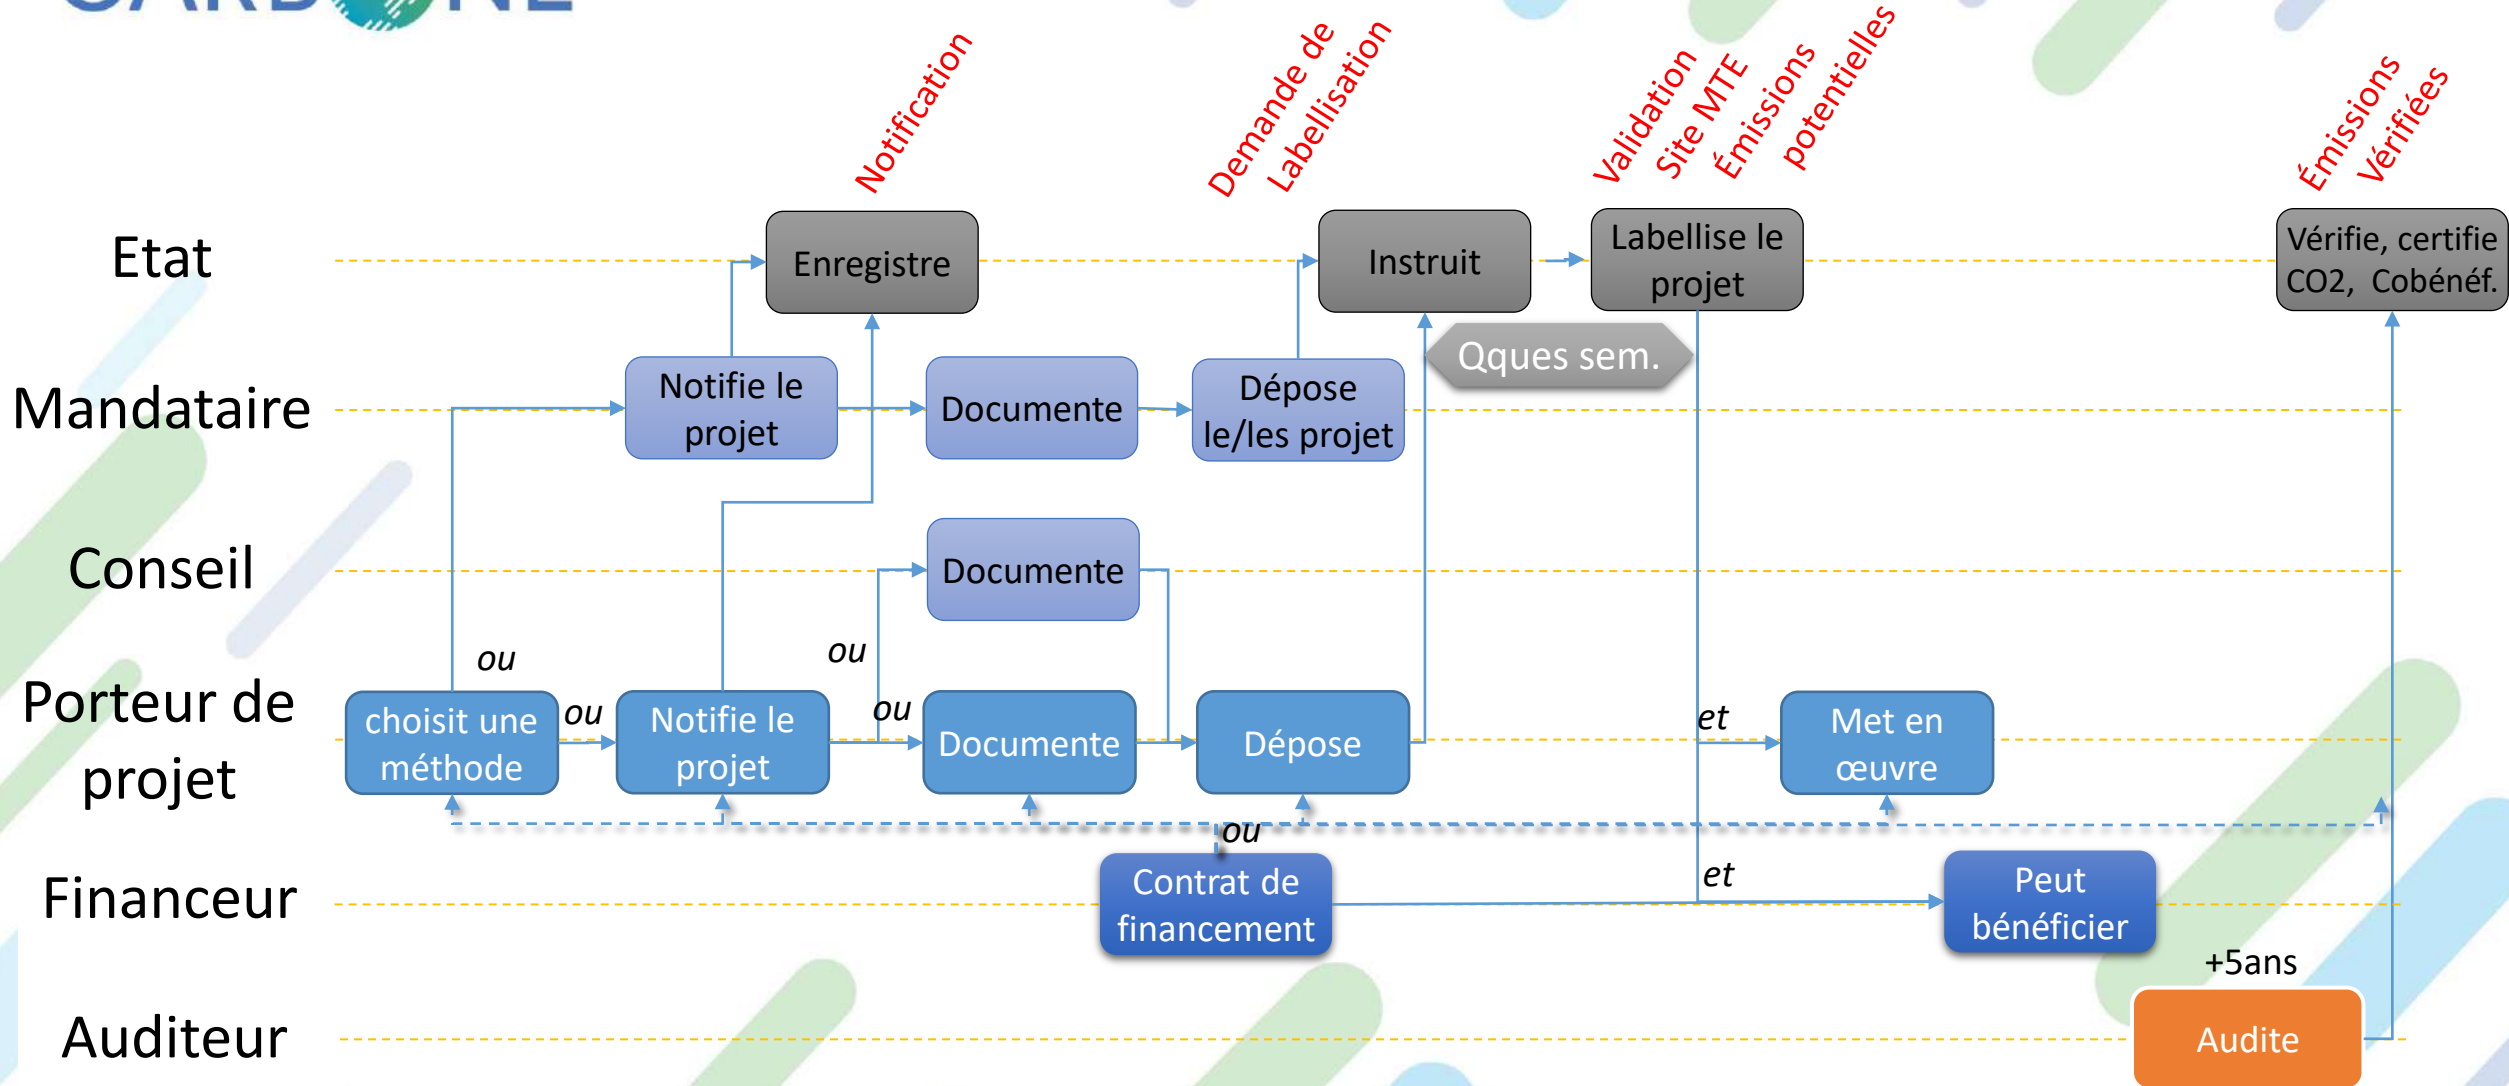 CARBONE
Notification
Demande de
Labellisation
Validation
Site MTE
Émissions
potentielles
Émissions
Vérifiées
Etat
Enregistre
Instruit
Labellise le
projet
Vérifie, certifie
CO2, Cobénéf.
Qques sem.
Mandataire
Notifie le
projet
Documente
Dépose
le/les projet
Conseil
Documente
ou
ou
Porteur de
projet
choisit une
méthode
ou
Notifie le
projet
ou
Documente
Dépose
et
Met en
œuvre
ou
Financeur
Contrat de
financement
et
Peut
bénéficier
+5ans
Auditeur
Audite